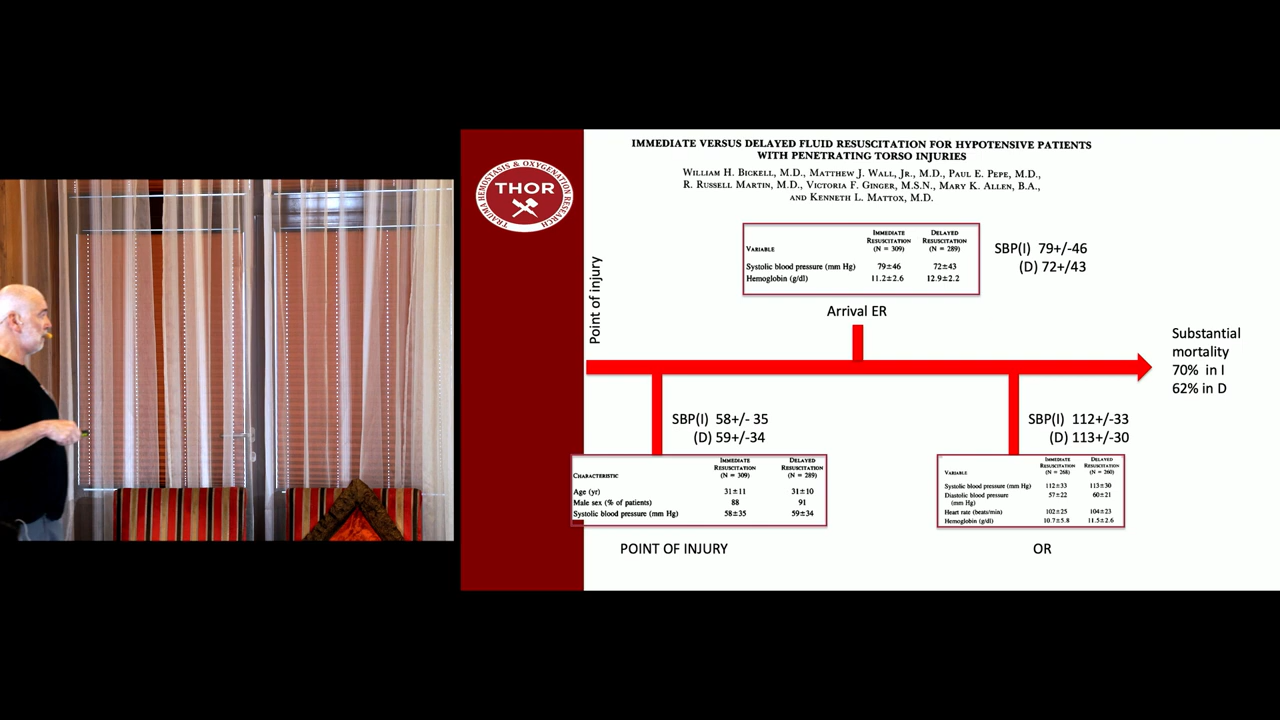 IMMEDIATE VERSUS DELAYED FLUID RESUSCITATION FOR HYPOTENSIVE PATIENTS
WITH PENETRATING TORSO INJURIES
WILLIAM H. BICKELL, M.D., MATTHEW J. WALL, JR., M.D., PAUL E. PEPE, M.D.,
R. RUSSELL MARTIN, M.D., VICTORIA F. GINGER, M.S.N., MARY K. ALLEN, B.A.,
AND KENNETH L. MATTOX, M.D.
TRAUMA HEMOSTASIS & OXYGENATION RESEARCH
THOR
Point of injury
VARIABLE
IMMEDIATE RESUSCITATION (N = 309)
DELAYED RESUSCITATION (N = 289)
Systolic blood pressure (mm Hg) 79±46 72±43
Hemoglobin (g/dl) 11.2±2.6 12.9±2.2
SBP(I) 79+/-46
(D) 72+/43
Arrival ER
Substantial
mortality
70% in I
62% in D
SBP(I) 58+/- 35
(D) 59+/-34
CHARACTERISTIC
IMMEDIATE RESUSCITATION (N = 309)
DELAYED RESUSCITATION (N = 289)
Age (yr) 31±11 31±10
Male sex (% of patients) 88 91
Systolic blood pressure (mm Hg) 58±35 59±34
POINT OF INJURY
SBP(I) 112+/-33
(D) 113+/-30
VARIABLE
IMMEDIATE RESUSCITATION (N = 268)
DELAYED RESUSCITATION (N = 260)
Systolic blood pressure (mm Hg) 112±33 113±30
Diastolic blood pressure (mm Hg) 57±22 60±21
Heart rate (beats/min) 102±25 104±23
Hemoglobin (g/dl) 10.7±5.8 11.5±2.6
OR